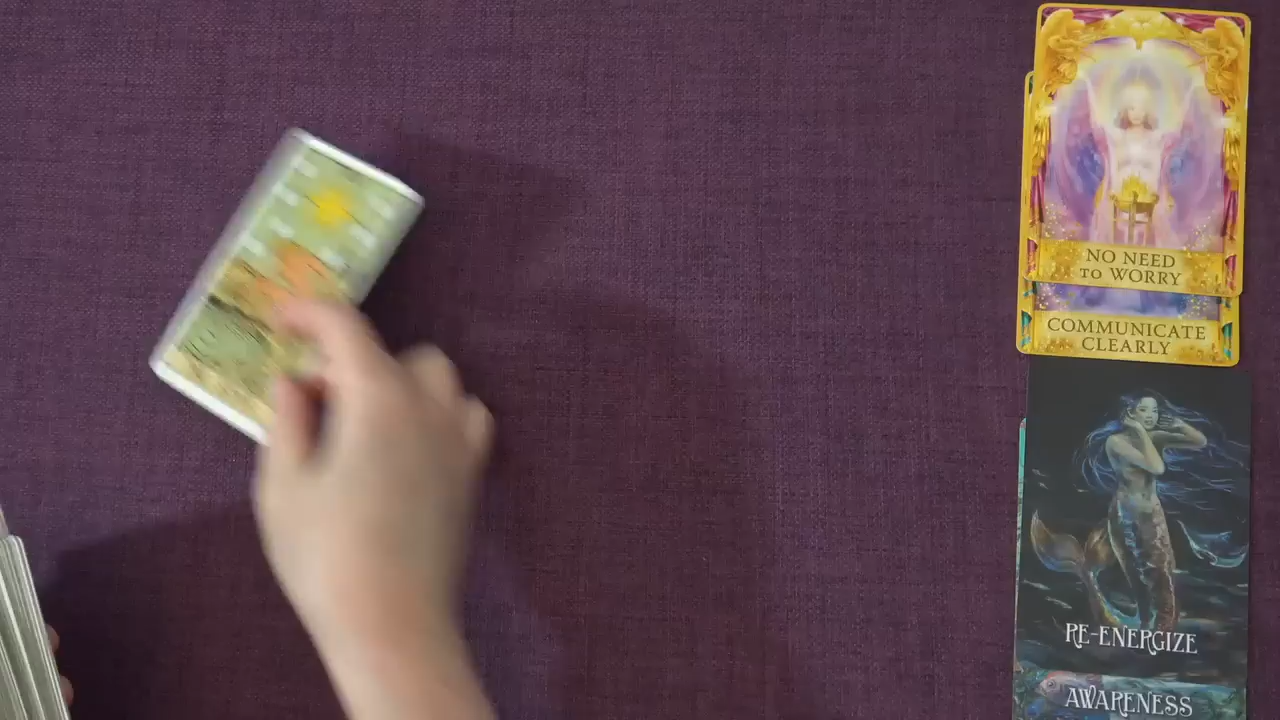 NO NEED
TO WORRY
COMMUNICATE
CLEARLY
RE-ENERGIZE
AWARENESS